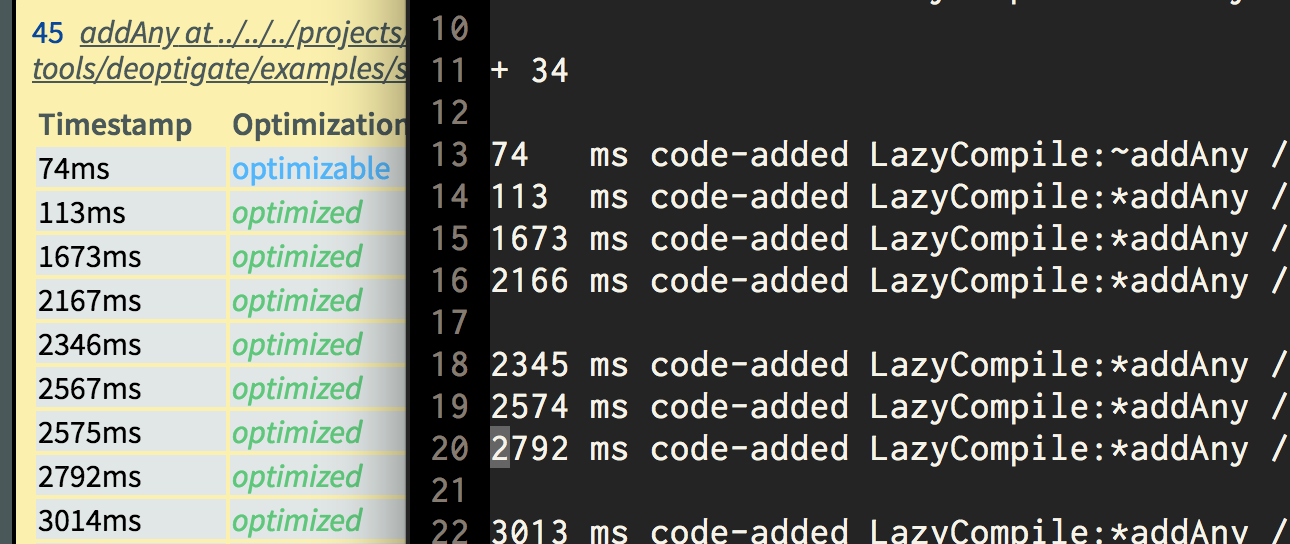 45 addAny at ../../../projects/
tools/deoptigate/examples/s
Timestamp Optimization
74ms optimizable
113ms optimized
1673ms optimized
2167ms optimized
2346ms optimized
2567ms optimized
2575ms optimized
2792ms optimized
3014ms optimized
10
11 + 34
12
13 74 ms code-added LazyCompile:~addAny /
14 113 ms code-added LazyCompile:*addAny /
15 1673 ms code-added LazyCompile:*addAny /
16 2166 ms code-added LazyCompile:*addAny /
17
18 2345 ms code-added LazyCompile:*addAny /
19 2574 ms code-added LazyCompile:*addAny /
20 2792 ms code-added LazyCompile:*addAny /
21
22 3013 ms code-added LazyCompile:*addAny /